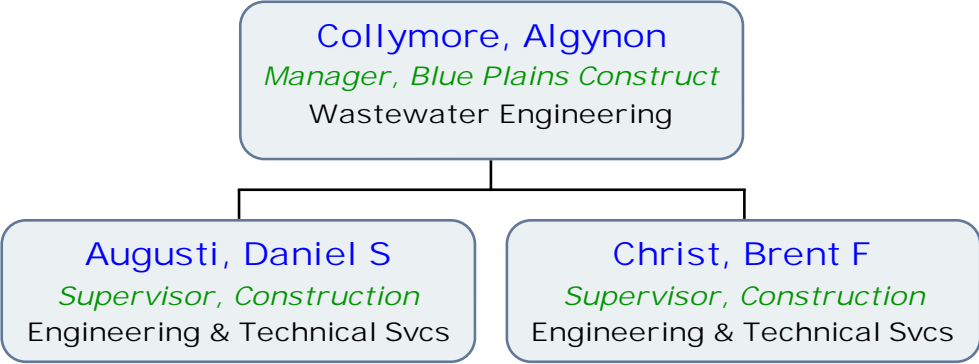 Collymore, Algynon
Manager, Blue Plains Construct
Wastewater Engineering
Augusti, Daniel S
Supervisor, Construction
Engineering & Technical Svcs
Christ, Brent F
Supervisor, Construction
Engineering & Technical Svcs